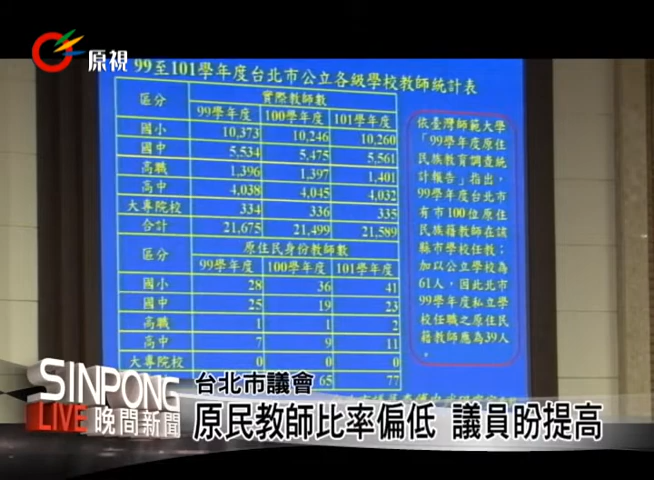 原視
99至101學年度台北市公立各級學校教師統計表
區分 實際教師數
99學年度 100學年度 101學年度
國小 10,373 10,246 10,260
國中 5,534 5,475 5,561
高職 1,396 1,397 1,401
高中 4,038 4,045 4,032
大專院校 334 336 335
合計 21,675 21,499 21,589
區分 原住民身份教師數
99學年度 100學年度 101學年度
國小 28 36 41
國中 25 19 23
高職 1 1 2
高中 7 9 11
大專院校 0 0 0
65 77
依臺灣師範大學
「99學年度原住
民族教育調查統
計報告」指出,
99學年度台北市
有市100位原住
民族籍教師在該
縣市學校任教;
加以公立學校為
61人,因此北市
99學年度私立學
校任職之原住民
籍教師應為39人
。
SINPONG
LIVE 晚間新聞
台北市議會
原民教師比率偏低 議員盼提高